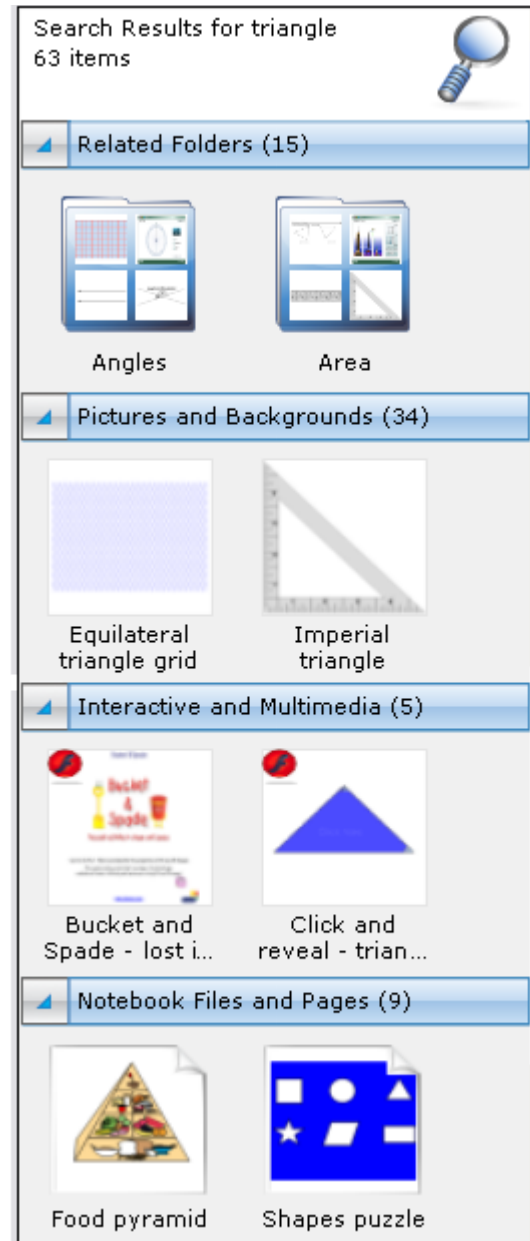 Search Results for triangle
63 items
Related Folders (15)
Angles
Area
Pictures and Backgrounds (34)
Equilateral
triangle grid
Imperial
triangle
Interactive and Multimedia (5)
Bucket
&
Spade
Bucket and
Spade - lost i...
Click and
reveal - trian...
Notebook Files and Pages (9)
Food pyramid
Shapes puzzle